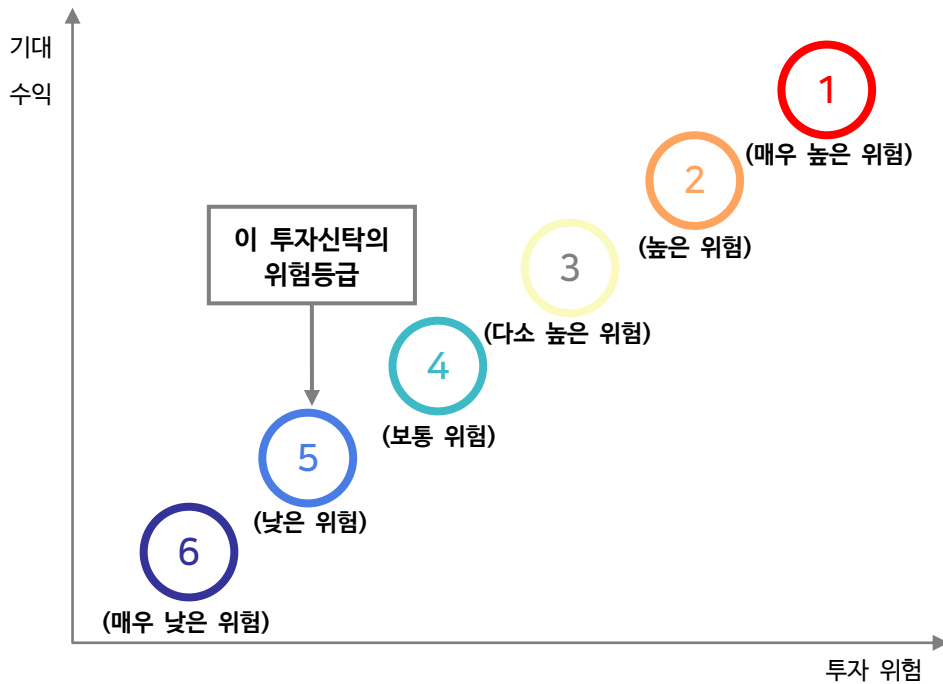 기대
수익
1
(매우 높은 위험)
2
(높은 위험)
이 투자신탁의
위험등급
3
(다소 높은 위험)
4
(보통 위험)
5
(낮은 위험)
6
(매우 낮은 위험)
투자 위험